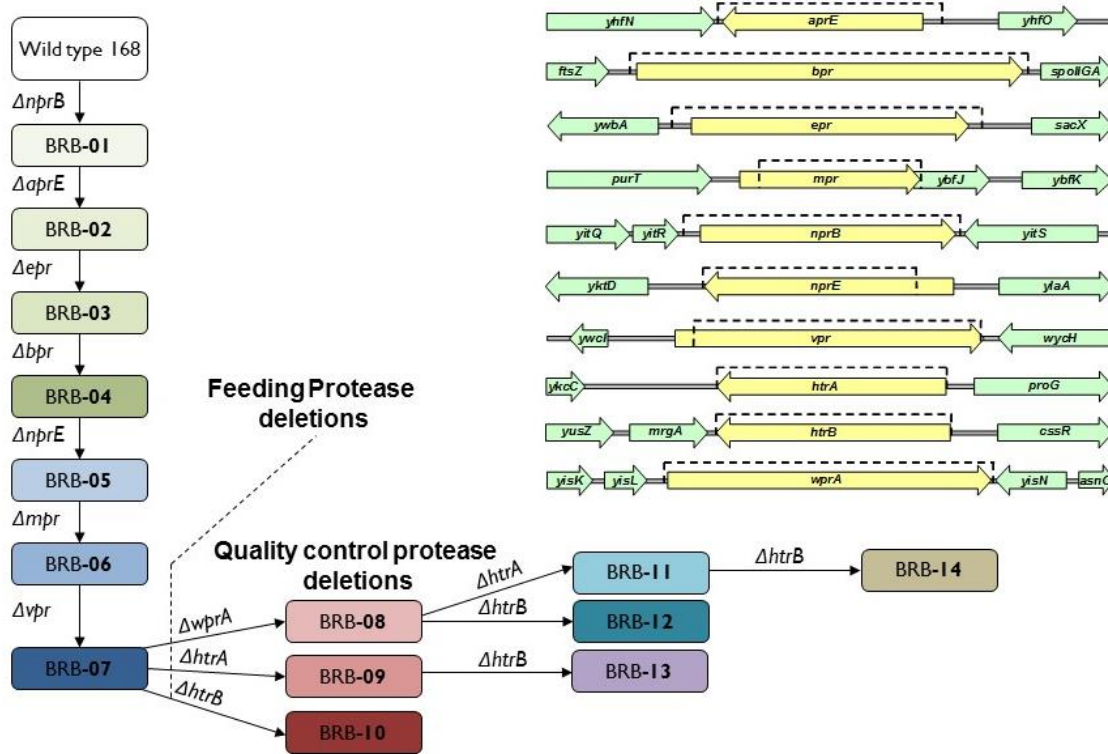 Wild type 168
ΔnprB
BRB-01
ΔaprE
BRB-02
Δepr
BRB-03
Δbpr
BRB-04
ΔnprE
BRB-05
Δmpr
BRB-06
Δvpr
BRB-07
Feeding Protease
deletions
Quality control protease
deletions
ΔwprA
BRB-08
ΔhtrA
BRB-09
ΔhtrB
BRB-10
ΔhtrA
BRB-11
ΔhtrB
BRB-12
ΔhtrB
BRB-13
ΔhtrB
BRB-14
yhfN aprE yhfO
ftsZ bpr spoIIGA
ywbA epr sacX
purT mpr ybfJ ybfK
yitQ yitR nprB yitS
yktD nprE ylaA
ywcI vpr wycH
ykcC htrA proG
yusZ mrgA htrB cssR
yisK yisL wprA yisN asnO